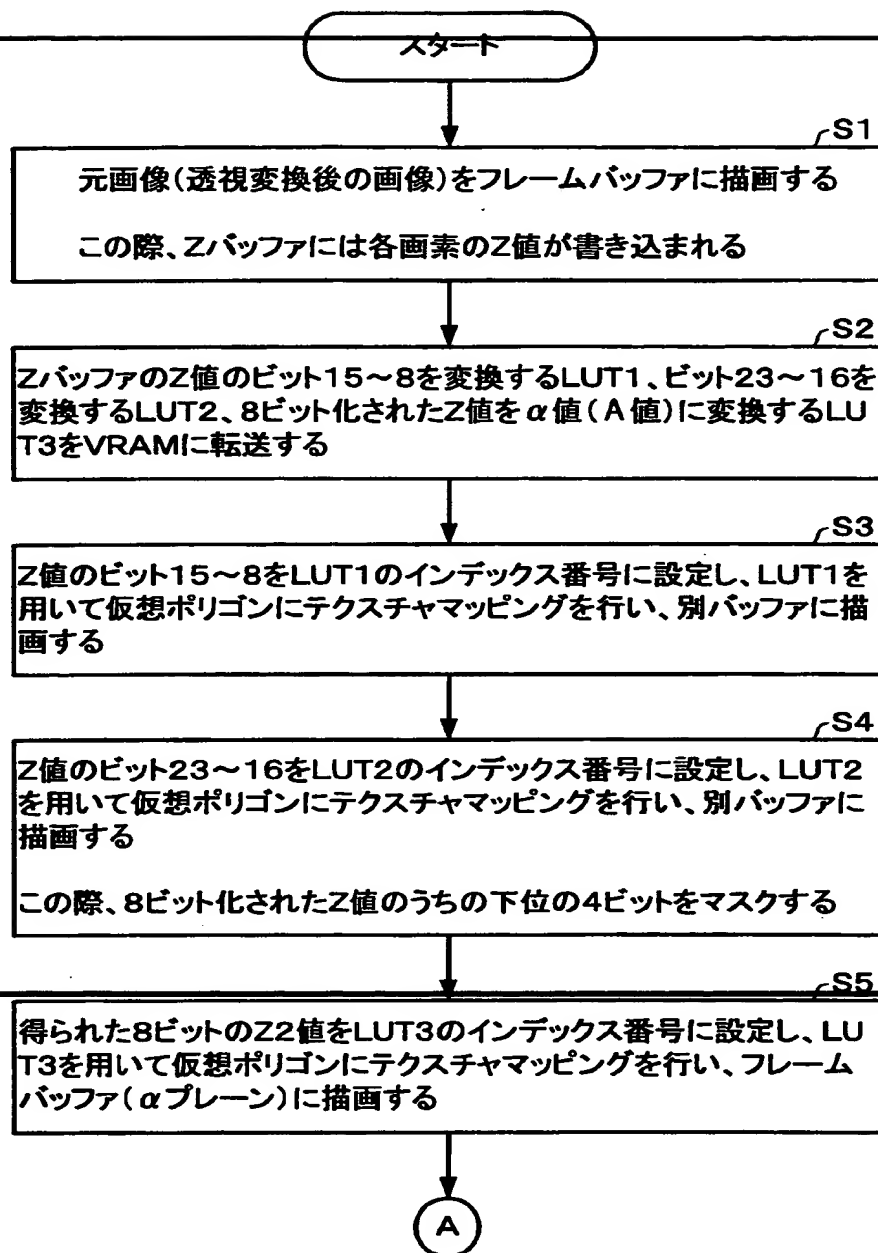 スタート
S1
元画像(透視変換後の画像)をフレームバッファに描画する
この際、Zバッファには各画素のZ値が書き込まれる
S2
ZバッファのZ値のビット15～8を変換するLUT1、ビット23～16を
変換するLUT2、8ビット化されたZ値をα値(A値)に変換するLU
T3をVRAMに転送する
S3
Z値のビット15～8をLUT1のインデックス番号に設定し、LUT1を
用いて仮想ポリゴンにテクスチャマッピングを行い、別バッファに描
画する
S4
Z値のビット23～16をLUT2のインデックス番号に設定し、LUT2
を用いて仮想ポリゴンにテクスチャマッピングを行い、別バッファに
描画する
この際、8ビット化されたZ値のうちの下位の4ビットをマスクする
S5
得られた8ビットのZ2値をLUT3のインデックス番号に設定し、LU
T3を用いて仮想ポリゴンにテクスチャマッピングを行い、フレーム
バッファ(αプレーン)に描画する
A